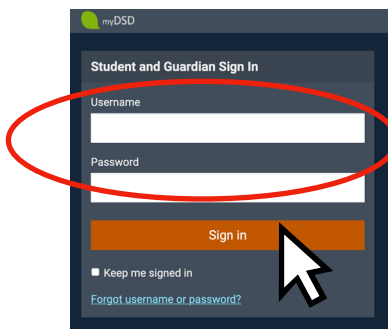 myDSD
Student and Guardian Sign In
Username
Password
Sign in
Keep me signed in
Forgot username or password?